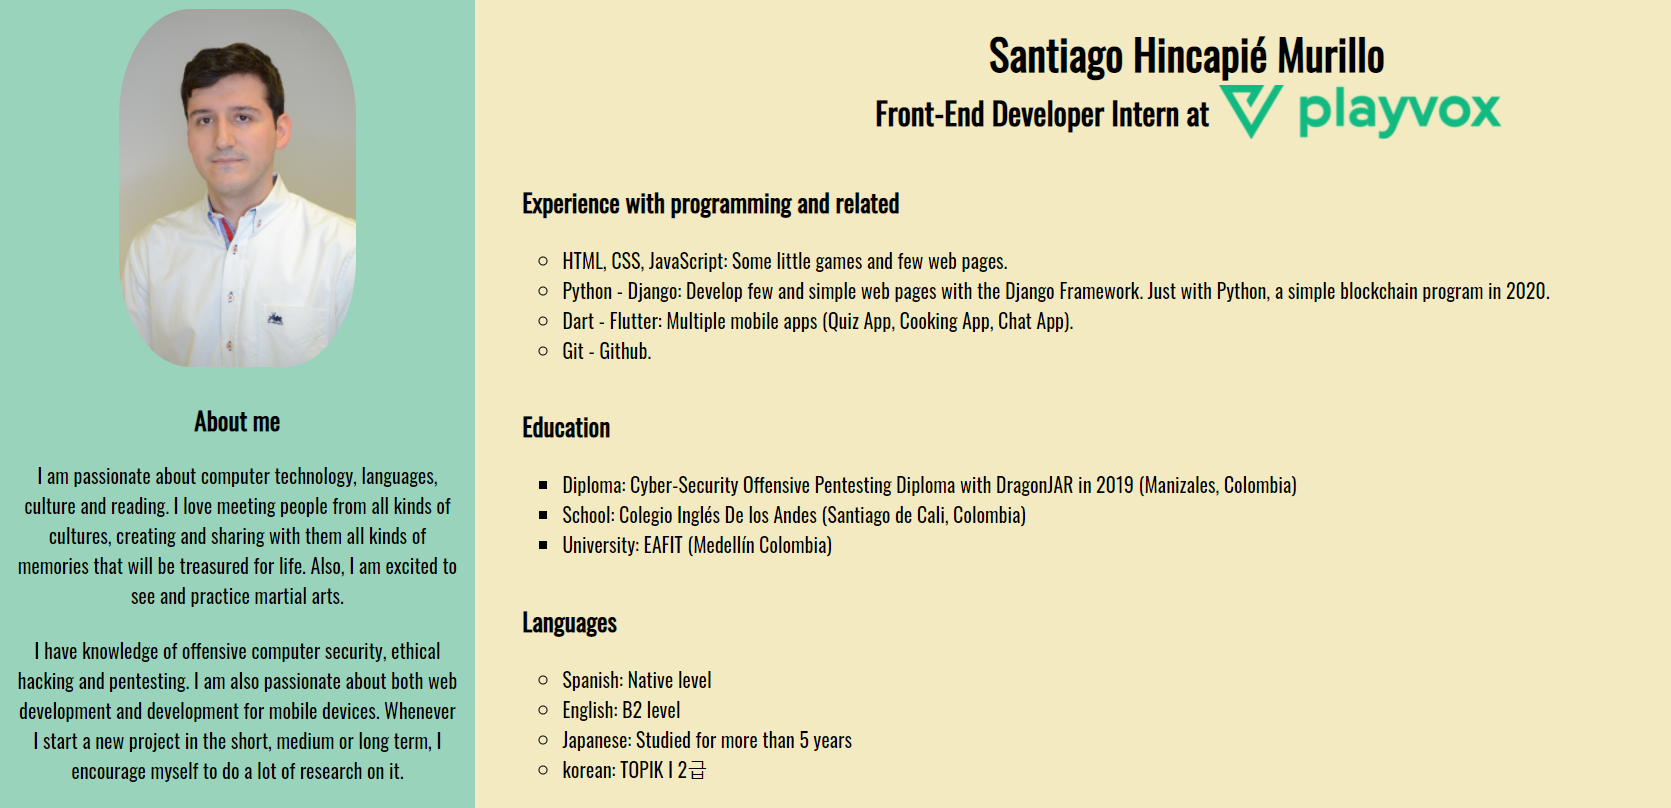 Santiago Hincapié Murillo
Front-End Developer Intern at playvox
About me
I am passionate about computer technology, languages,
culture and reading. I love meeting people from all kinds of
cultures, creating and sharing with them all kinds of
memories that will be treasured for life. Also, I am excited to
see and practice martial arts.
I have knowledge of offensive computer security, ethical
hacking and pentesting. I am also passionate about both web
development and development for mobile devices. Whenever
I start a new project in the short, medium or long term, I
encourage myself to do a lot of research on it.
Experience with programming and related
HTML, CSS, JavaScript: Some little games and few web pages.
Python - Django: Develop few and simple web pages with the Django Framework. Just with Python, a simple blockchain program in 2020.
Dart - Flutter: Multiple mobile apps (Quiz App, Cooking App, Chat App).
Git - Github.
Education
Diploma: Cyber-Security Offensive Pentesting Diploma with DragonJAR in 2019 (Manizales, Colombia)
School: Colegio Inglés De los Andes (Santiago de Cali, Colombia)
University: EAFIT (Medellín Colombia)
Languages
Spanish: Native level
English: B2 level
Japanese: Studied for more than 5 years
korean: TOPIK I 2급